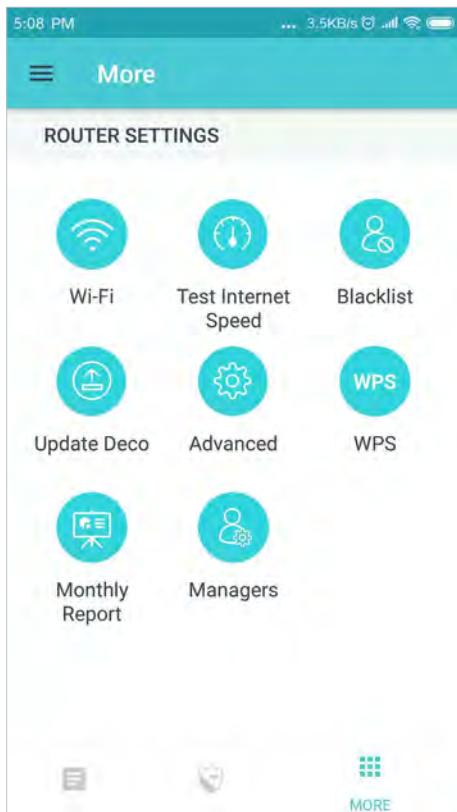 5:08 PM ... 3.5KB/s
More
ROUTER SETTINGS
Wi-Fi
Test Internet
Speed
Blacklist
Update Deco
Advanced
WPS
WPS
Monthly
Report
Managers
MORE